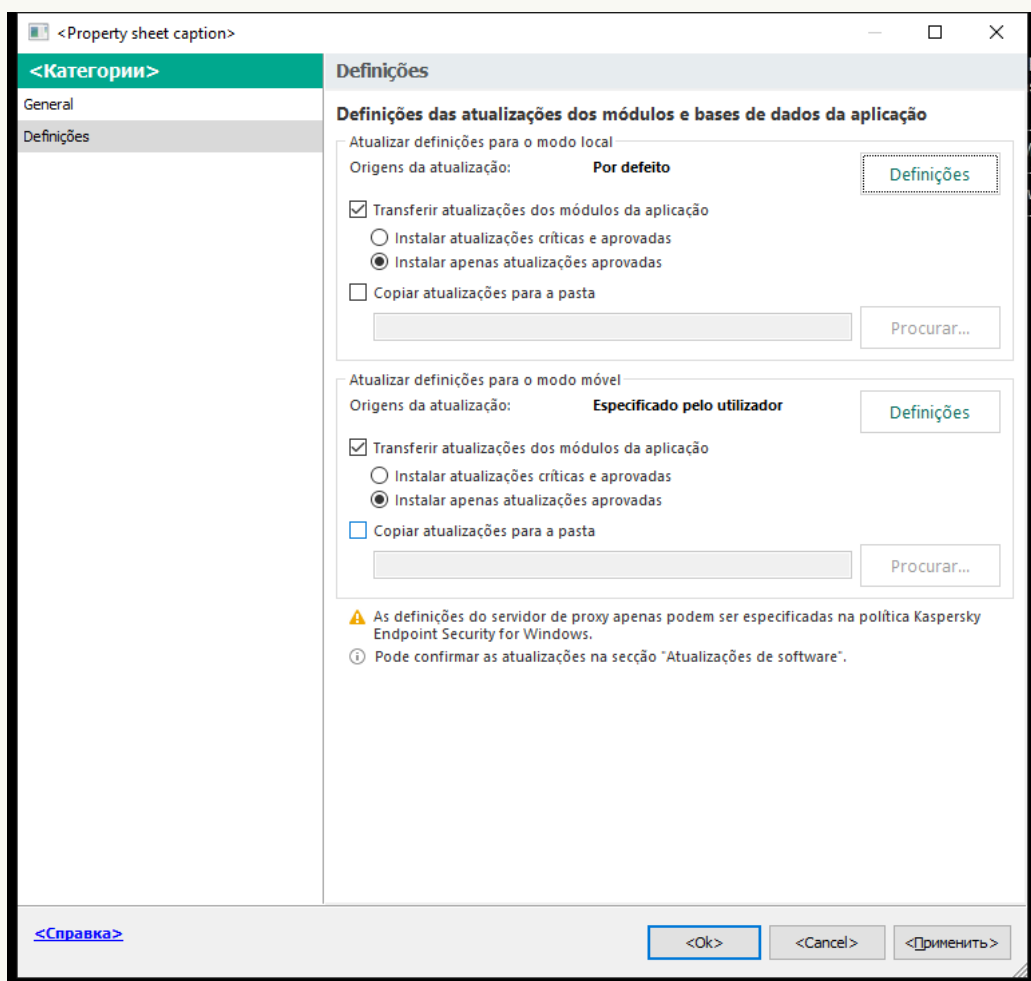 <Property sheet caption>
<Категории>
General
Definições
Definições
Definições das atualizações dos módulos e bases de dados da aplicação
Atualizar definições para o modo local
Origens da atualização: Por defeito Definições
Transferir atualizações dos módulos da aplicação
Instalar atualizações críticas e aprovadas
Instalar apenas atualizações aprovadas
Copiar atualizações para a pasta
Procurar...
Atualizar definições para o modo móvel
Origens da atualização: Especificado pelo utilizador Definições
Transferir atualizações dos módulos da aplicação
Instalar atualizações críticas e aprovadas
Instalar apenas atualizações aprovadas
Copiar atualizações para a pasta
Procurar...
As definições do servidor de proxy apenas podem ser especificadas na política Kaspersky
Endpoint Security for Windows.
Pode confirmar as atualizações na secção "Atualizações de software".
<Справка>
<Ok> <Cancel> <Применить>